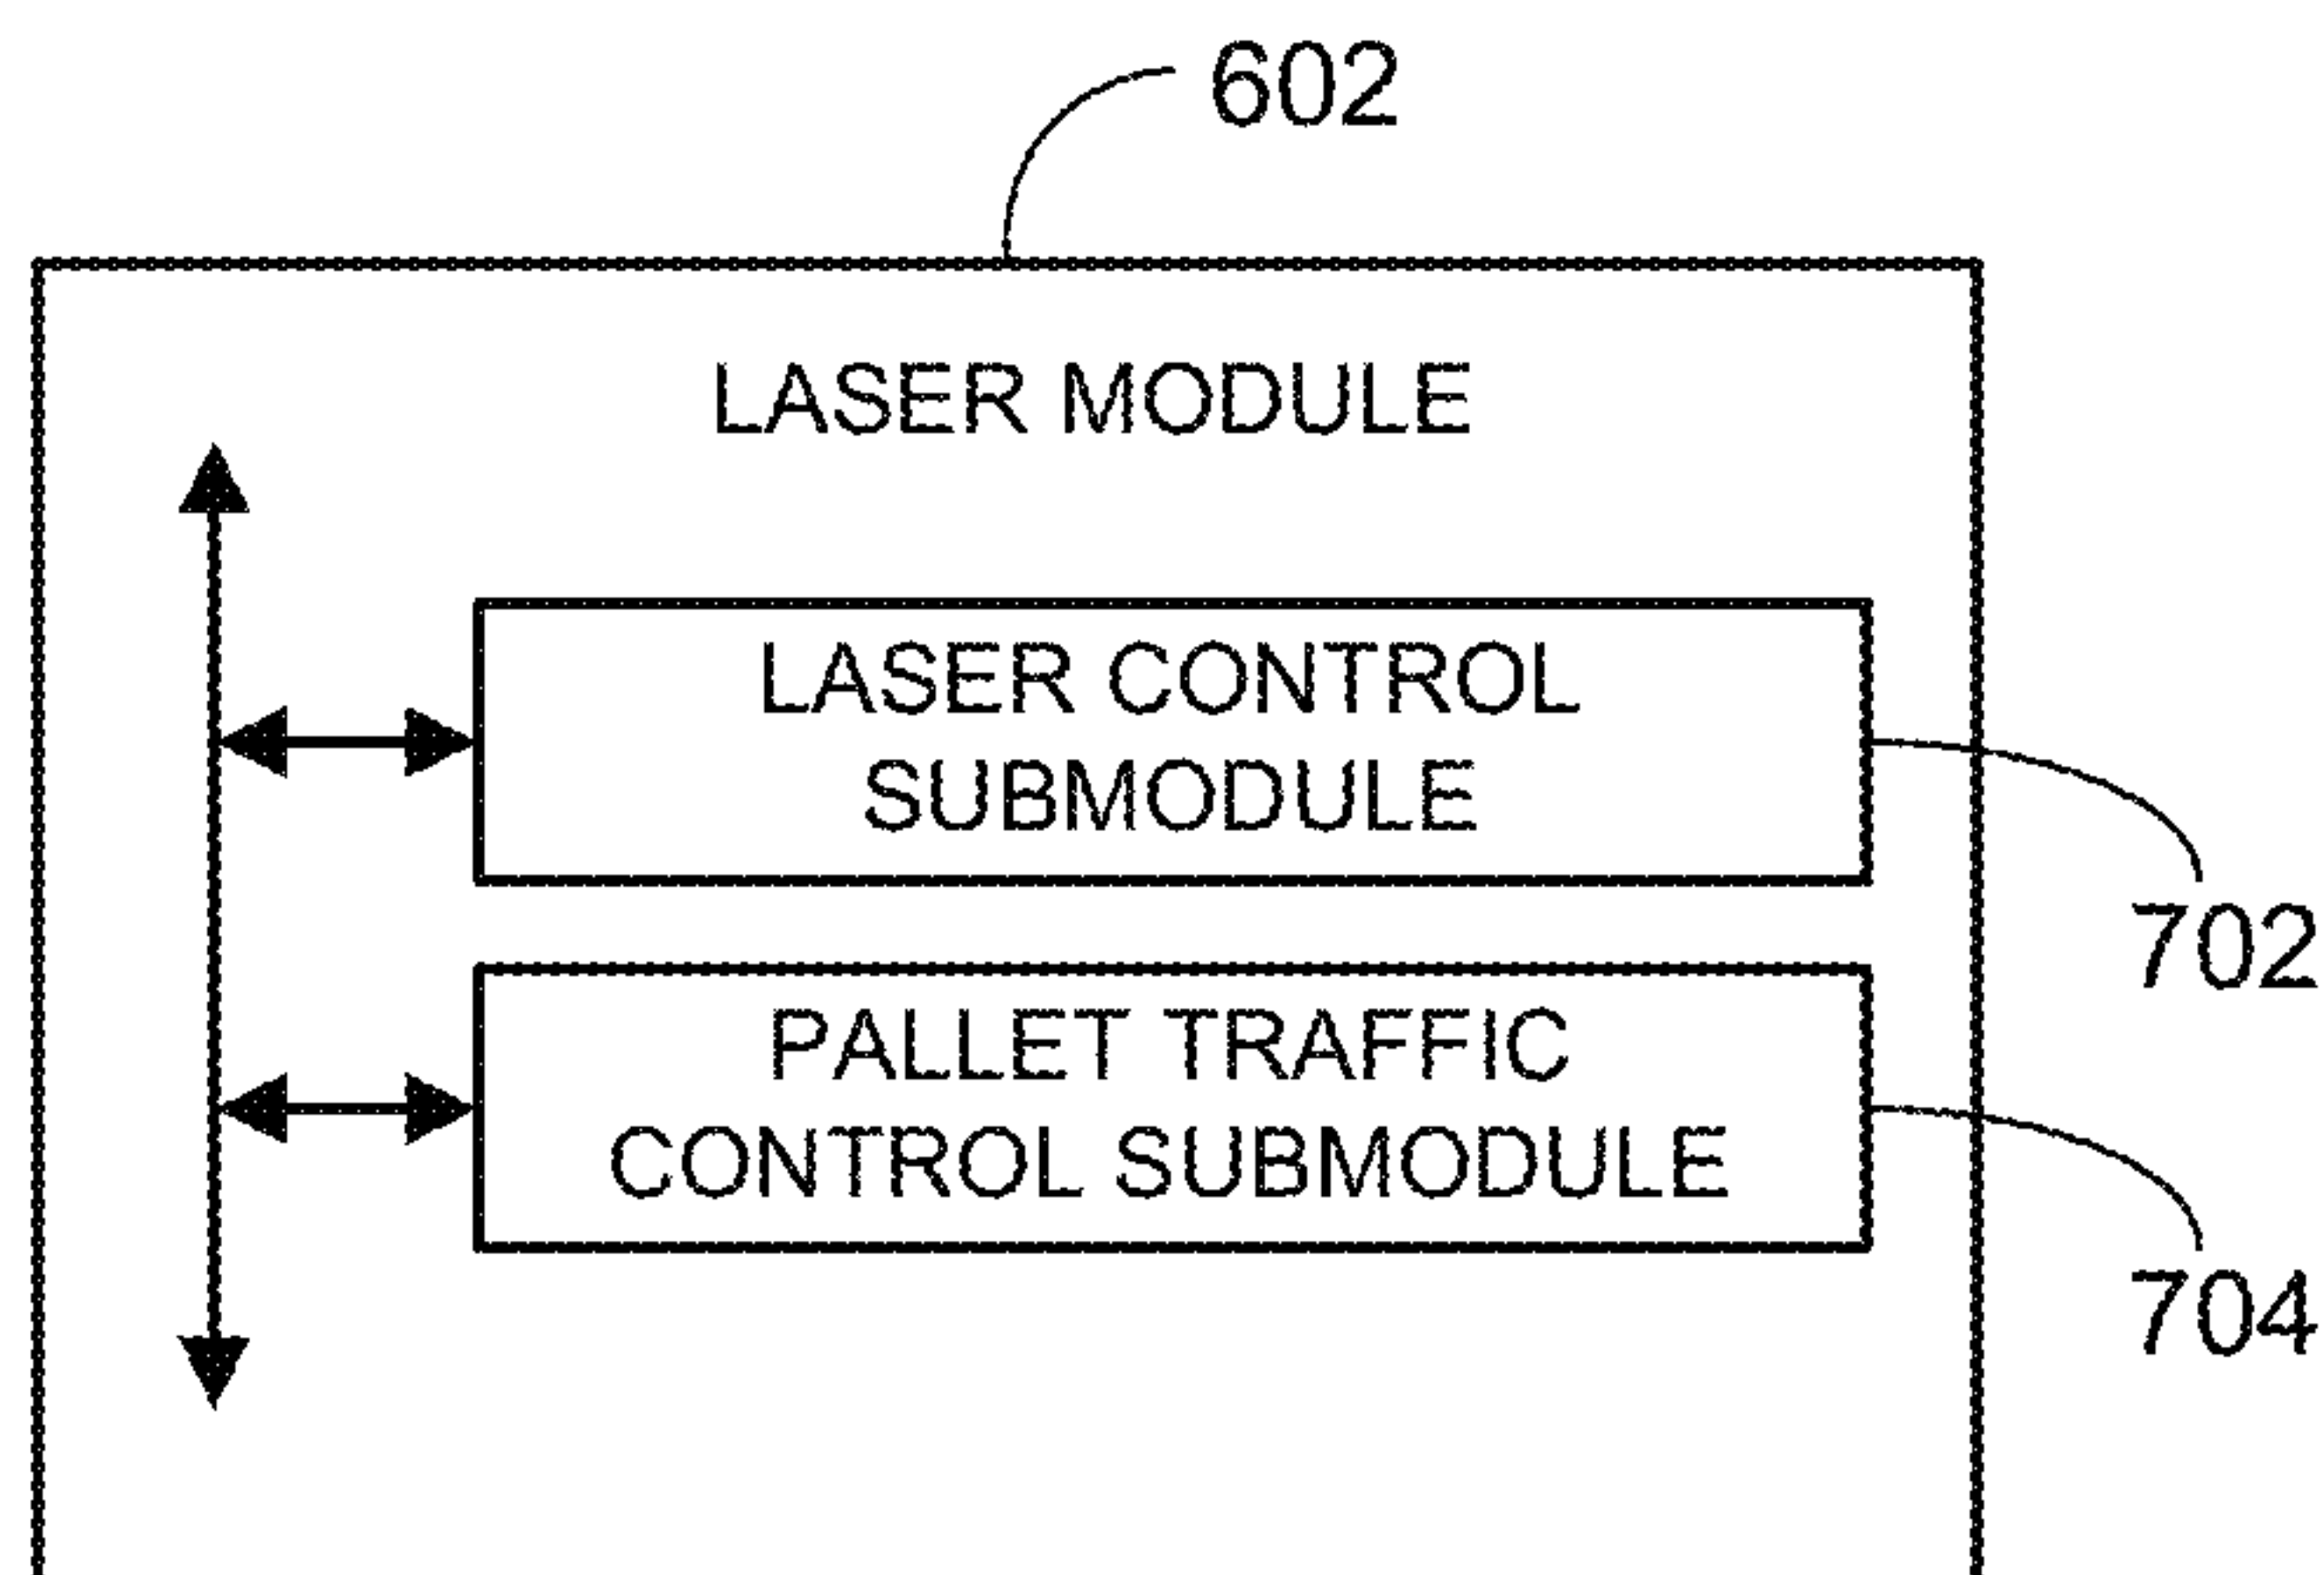 602
LASER MODULE
LASER CONTROL
SUBMODULE
702
PALLET TRAFFIC
CONTROL SUBMODULE
704